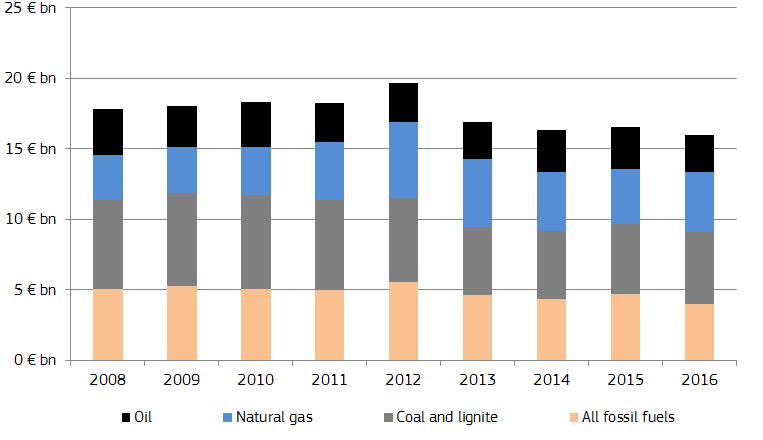 25 € bn
20 € bn
15 € bn
10 € bn
5 € bn
0 € bn
2008 2009 2010 2011 2012 2013 2014 2015 2016
Oil Natural gas Coal and lignite All fossil fuels